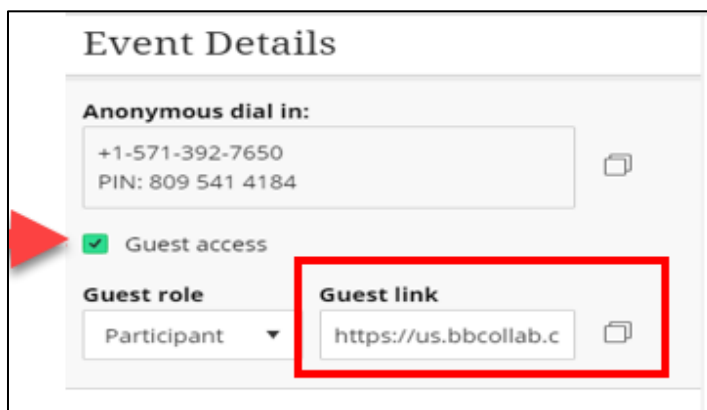 Event Details
Anonymous dial in:
+1-571-392-7650
PIN: 809 541 4184
Guest access
Guest role
Guest link
Participant
https://us.bbcollab.c